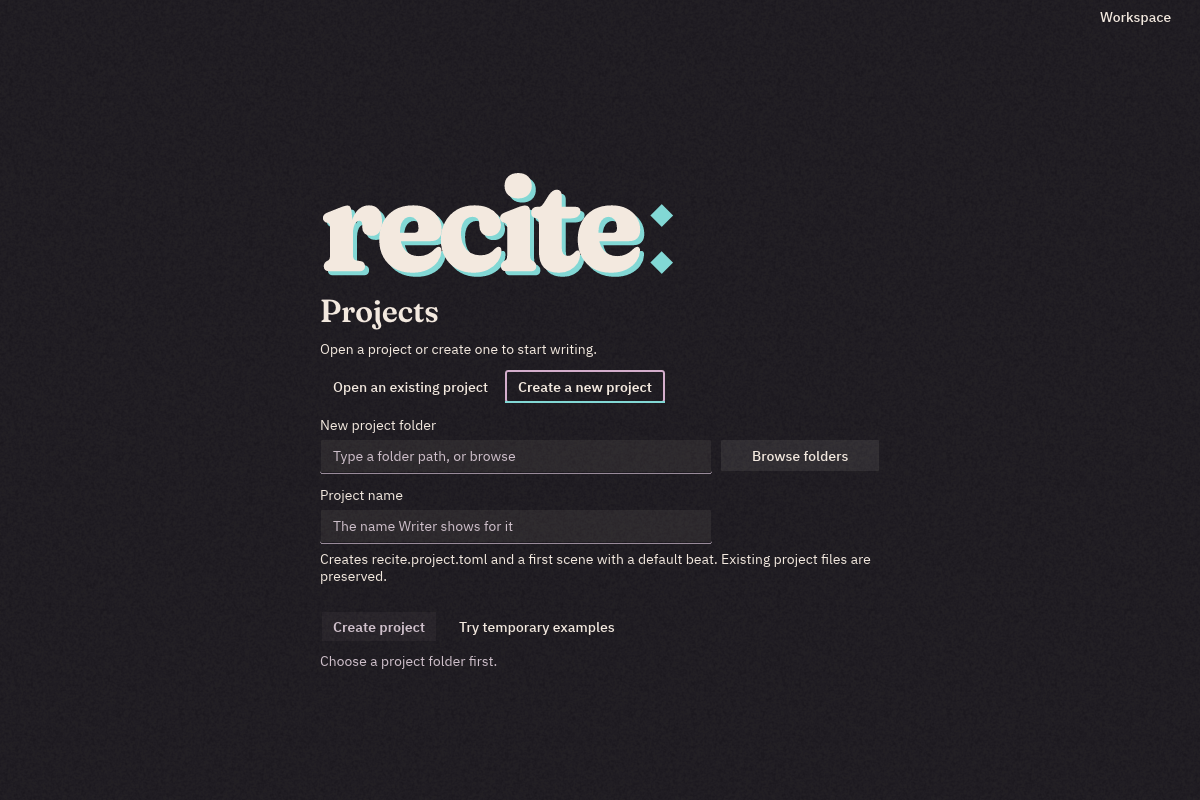 Workspace
recite:
Projects
Open a project or create one to start writing.
Open an existing project
Create a new project
New project folder
Type a folder path, or browse
Browse folders
Project name
The name Writer shows for it
Creates recite.project.toml and a first scene with a default beat. Existing project files are
preserved.
Create project
Try temporary examples
Choose a project folder first.